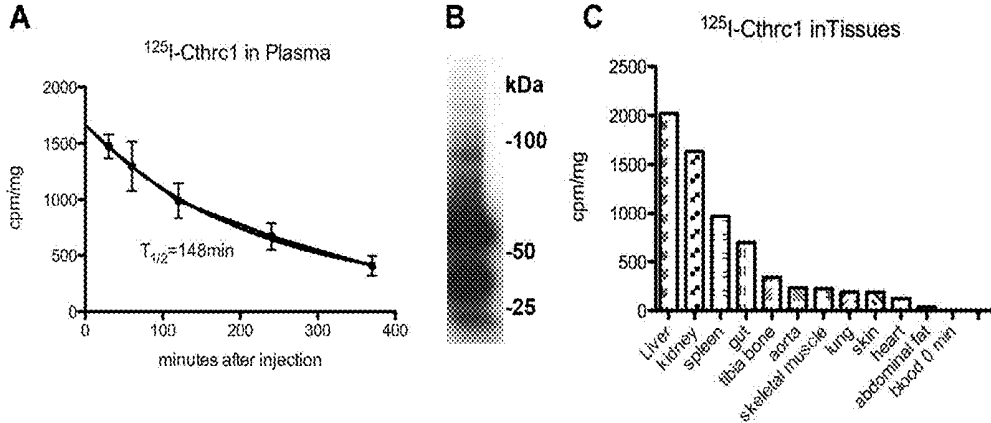 A
¹²⁵I-Cthrc1 in Plasma
cpm/mg
2000
1500
1000
500
0
T1/2=148min
0 100 200 300 400
minutes after injection
B
kDa
-100
-50
-25
C
¹²⁵I-Cthrc1 inTissues
cpm/mg
2500
2000
1500
1000
500
0
Liver
kidney
spleen
gut
tibia bone
aorta
skeletal muscle
lung
skin
heart
abdominal fat
blood 0 min